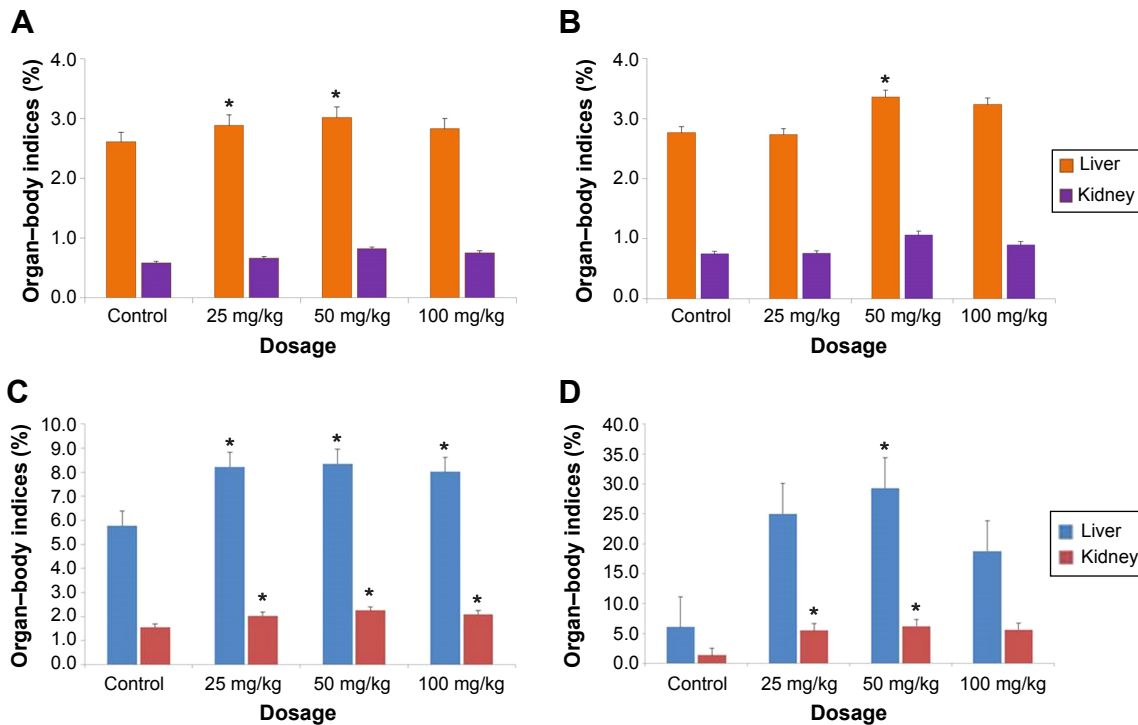 A
Organ–body indices (%)
4.0
3.0
2.0
1.0
0.0
*
*
Control
25 mg/kg
50 mg/kg
100 mg/kg
Dosage
B
Organ–body indices (%)
4.0
3.0
2.0
1.0
0.0
*
Control
25 mg/kg
50 mg/kg
100 mg/kg
Dosage
Liver
Kidney
C
Organ–body indices (%)
10.0
9.0
8.0
7.0
6.0
5.0
4.0
3.0
2.0
1.0
0.0
*
*
*
*
*
*
Control
25 mg/kg
50 mg/kg
100 mg/kg
Dosage
D
Organ–body indices (%)
40.0
35.0
30.0
25.0
20.0
15.0
10.0
5.0
0.0
*
*
*
Control
25 mg/kg
50 mg/kg
100 mg/kg
Dosage
Liver
Kidney